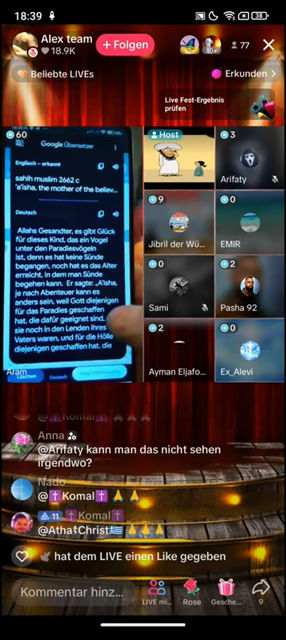 18:39
38
Alex team
18.9K
+ Folgen
77
Beliebte LIVEs
Erkunden >
Live Fest-Ergebnis
prüfen
60
Google Übersetzer
Englisch – erkannt
sahih muslim 2662 c
'a'isha, the mother of the believ...
Deutsch
Allahs Gesandter, es gibt Glück
für dieses Kind, das ein Vogel
unter den Paradiesvögeln
ist, denn es hat keine Sünde
begangen, noch hat es das Alter
erreicht, in dem man Sünde
begehen kann. Er sagte: „A'isha,
je nach Abenteuer kann es
anders sein, weil Gott diejenigen
für das Paradies geschaffen
hat, die dafür geeignet sind,
sie noch in den Lenden ihres
Vaters waren, und für die Hölle
diejenigen geschaffen hat, die
Aram
Deutsch
Host
3
Arifaty
9
Jibril der Wü...
0
EMIR
0
Sami
2
Pasha 92
2
Ayman Eljafo...
0
Ex_Alevi
@✝Komal✝
Anna
@Arifaty kann man das nicht sehen
irgendwo?
Nado
@✝Komal✝ 🙏 🙏
11 ✝Komal✝
@Atha†Christ
hat dem LIVE einen Like gegeben
Kommentar hinz...
LIVE mi...
Rose
Gesche...
9